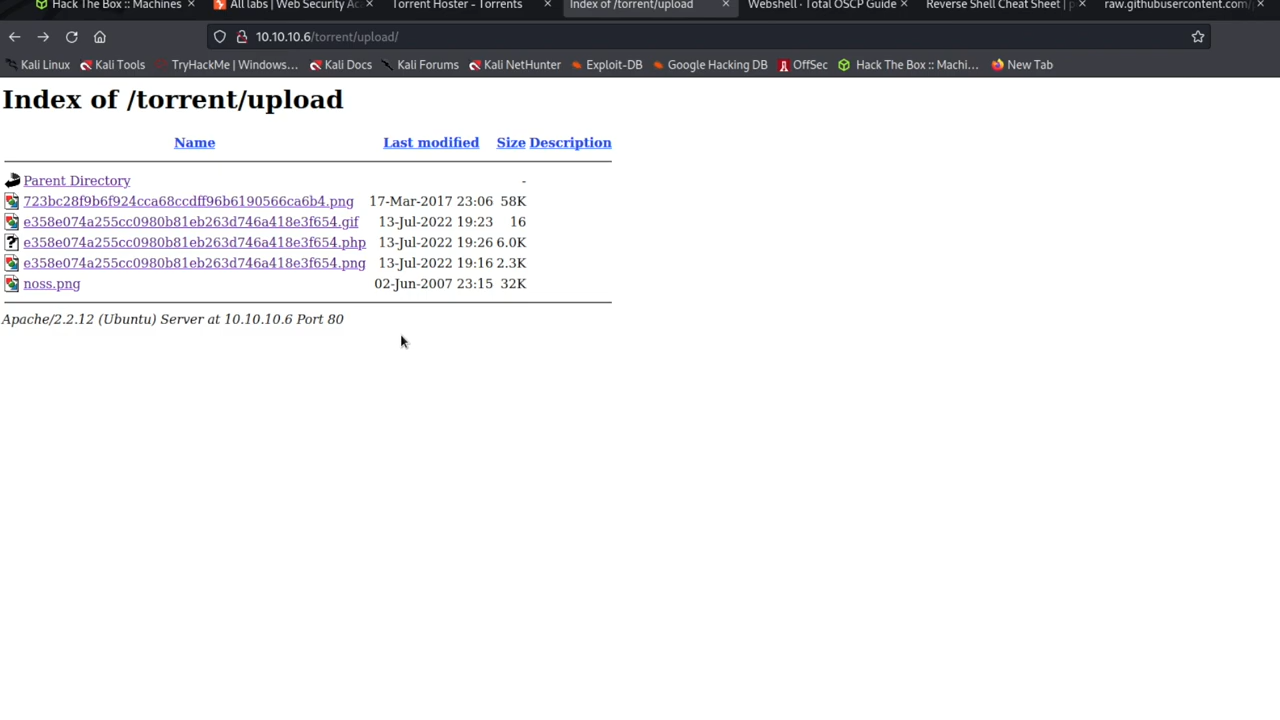 Hack The Box :: Machines × All labs | Web Security Ac × Torrent Hoster - Torrents × Index of /torrent/upload × Webshell · Total OSCP Guide × Reverse Shell Cheat Sheet | p × raw.githubusercontent.com/ ×
10.10.10.6/torrent/upload/
Kali Linux Kali Tools TryHackMe | Windows… Kali Docs Kali Forums Kali NetHunter Exploit-DB Google Hacking DB OffSec Hack The Box :: Machi… New Tab
Index of /torrent/upload
Name Last modified Size Description
Parent Directory -
723bc28f9b6f924cca68ccdff96b6190566ca6b4.png 17-Mar-2017 23:06 58K
e358e074a255cc0980b81eb263d746a418e3f654.gif 13-Jul-2022 19:23 16
e358e074a255cc0980b81eb263d746a418e3f654.php 13-Jul-2022 19:26 6.0K
e358e074a255cc0980b81eb263d746a418e3f654.png 13-Jul-2022 19:16 2.3K
noss.png 02-Jun-2007 23:15 32K
Apache/2.2.12 (Ubuntu) Server at 10.10.10.6 Port 80